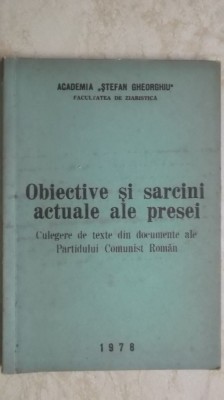 ACADEMIA „ŞTEFAN GHEORGHIU"
FACULTATEA DE ZIARISTICĂ
Obiective şi sarcini
actuale ale presei
Culegere de texte din documente ale
Partidului Comunist Român
1978